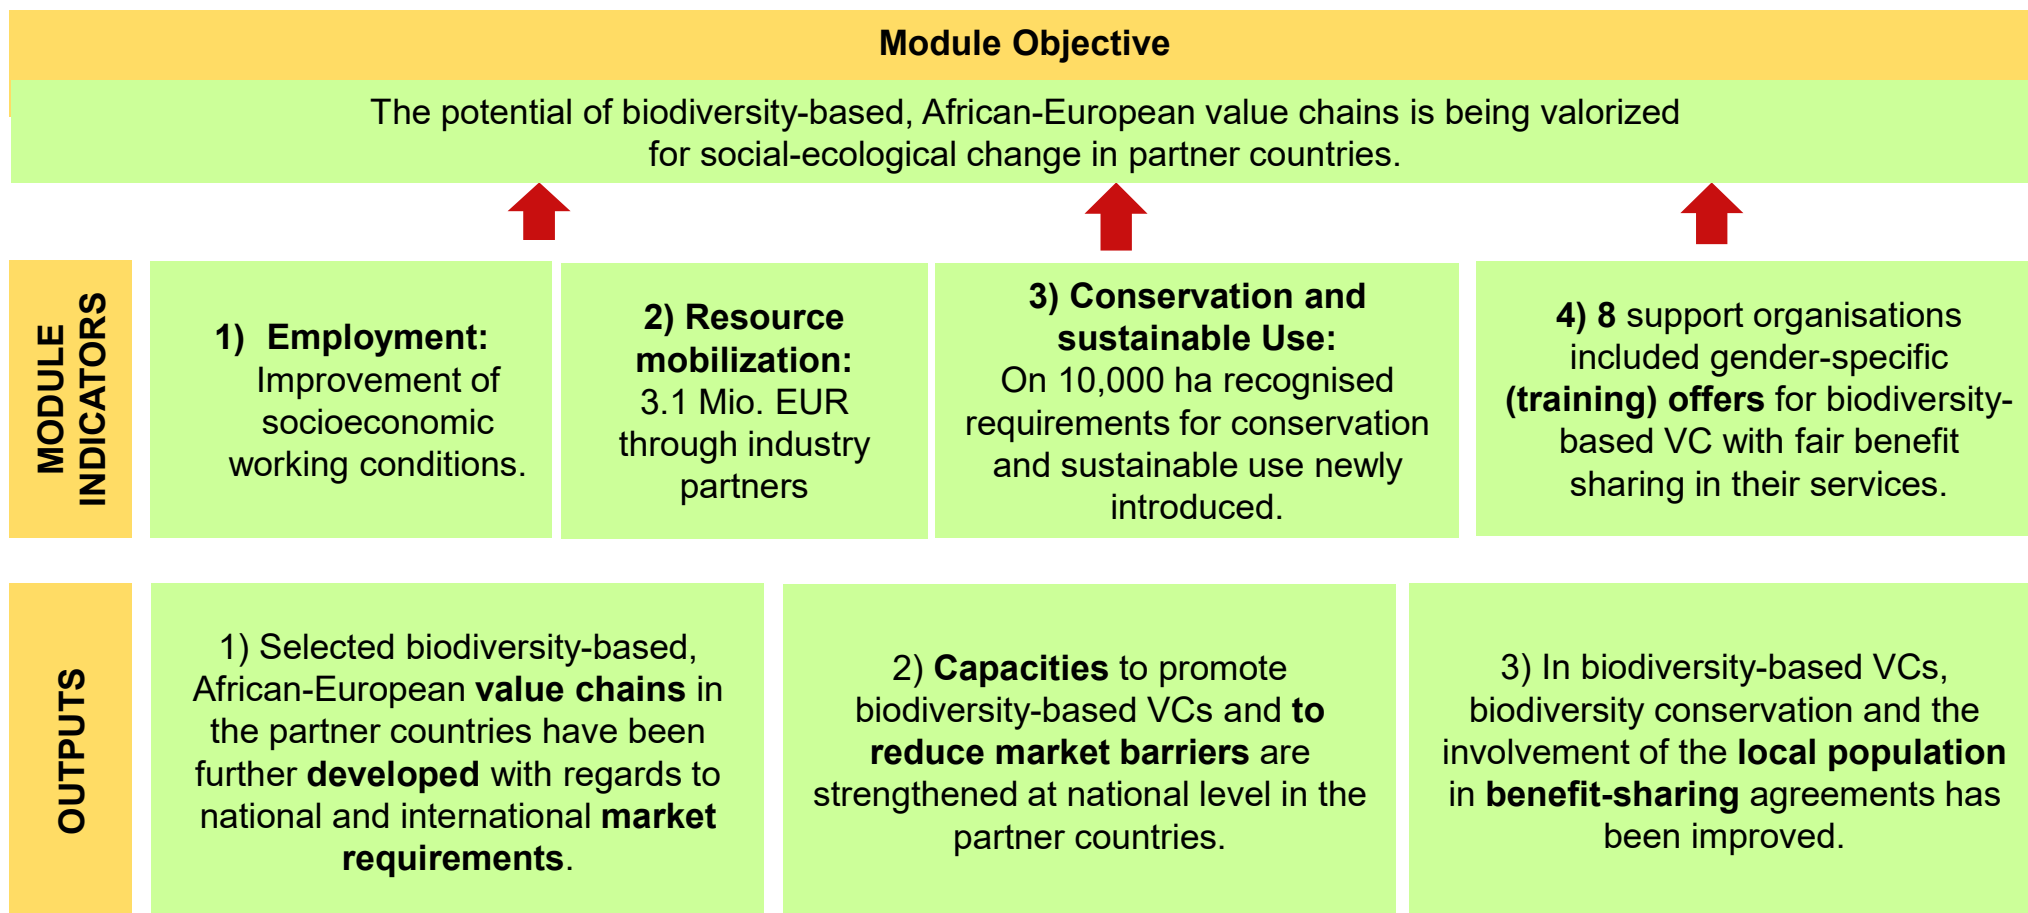 Module Objective
The potential of biodiversity-based, African-European value chains is being valorized
for social-ecological change in partner countries.
MODULE
INDICATORS
1) Employment:
Improvement of
socioeconomic
working conditions.
2) Resource
mobilization:
3.1 Mio. EUR
through industry
partners
3) Conservation and
sustainable Use:
On 10,000 ha recognised
requirements for conservation
and sustainable use newly
introduced.
4) 8 support organisations
included gender-specific
(training) offers for biodiversity-
based VC with fair benefit
sharing in their services.
OUTPUTS
1) Selected biodiversity-based,
African-European value chains in
the partner countries have been
further developed with regards to
national and international market
requirements.
2) Capacities to promote
biodiversity-based VCs and to
reduce market barriers are
strengthened at national level in the
partner countries.
3) In biodiversity-based VCs,
biodiversity conservation and the
involvement of the local population
in benefit-sharing agreements has
been improved.